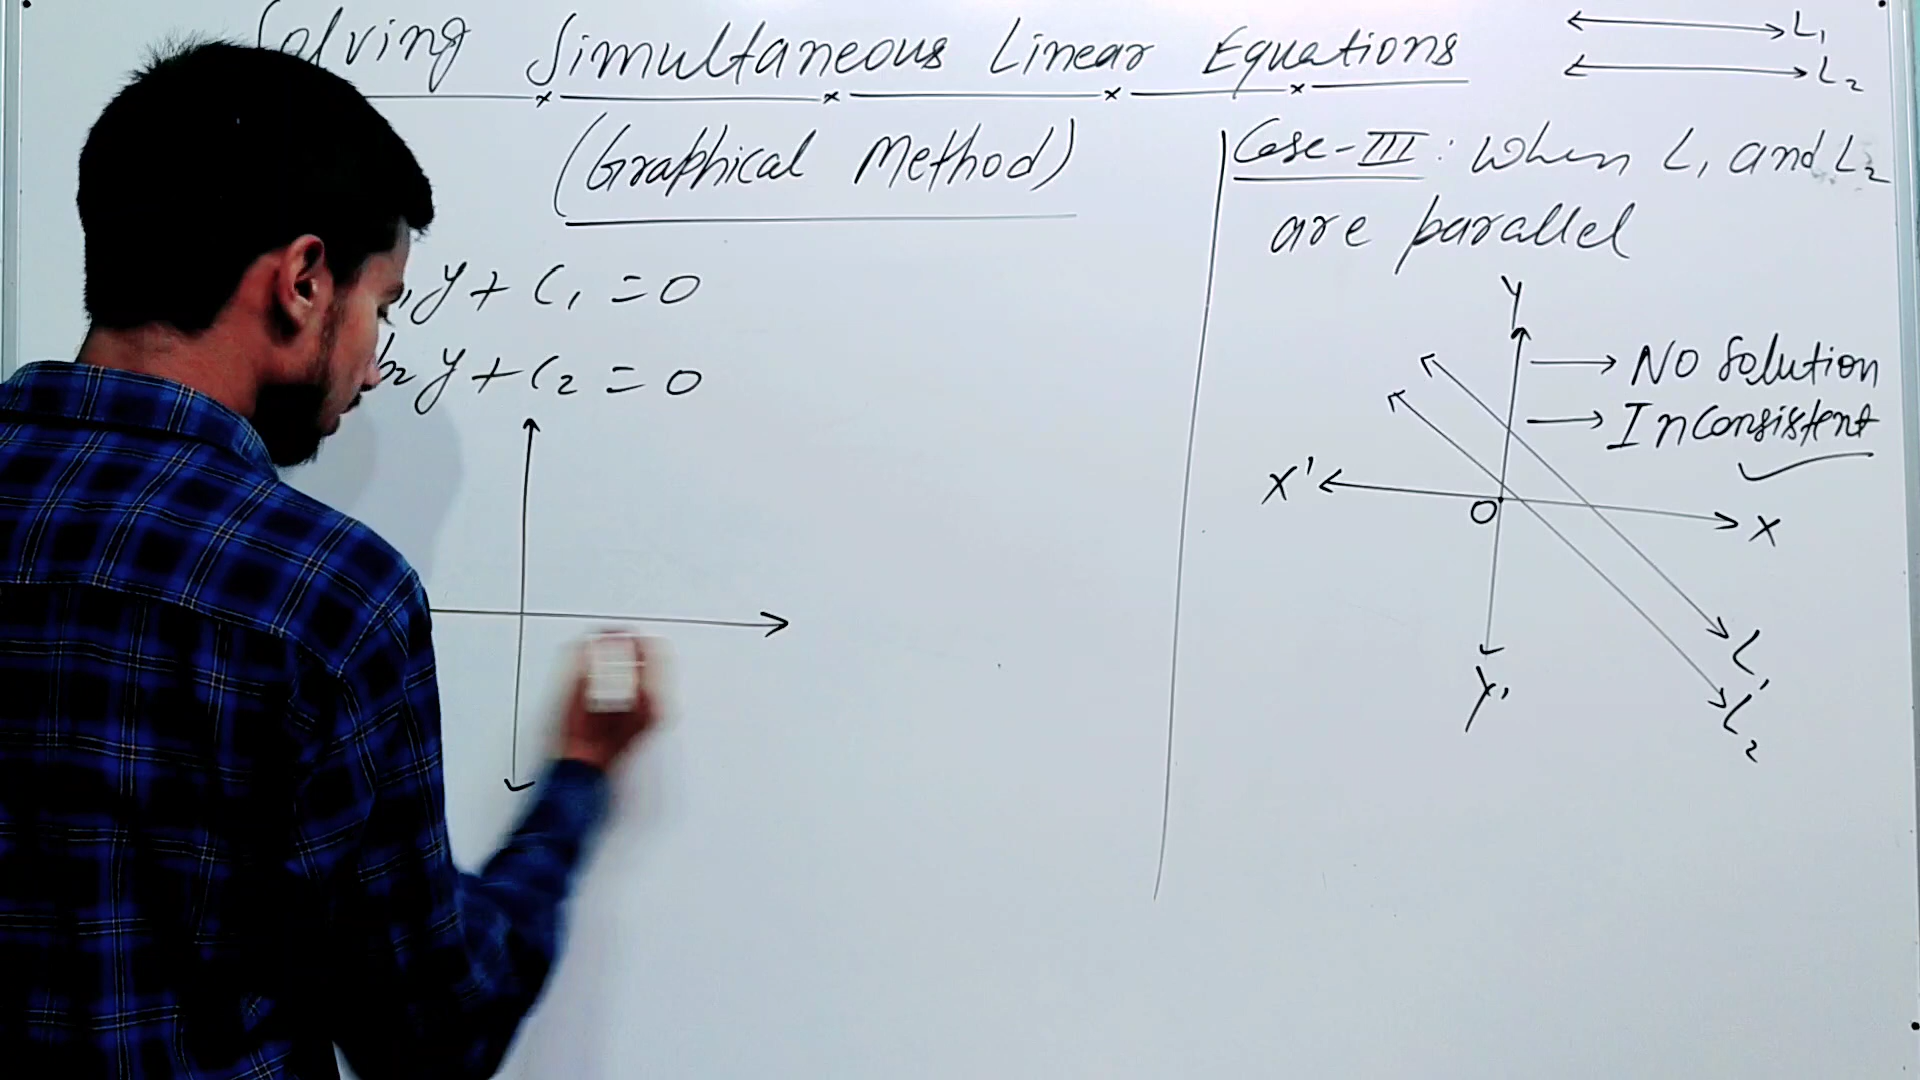 Solving Simultaneous Linear Equations
(Graphical Method)
y + C₁ = 0
b₂ y + C₂ = 0
L₁
L₂
Case-III : When L₁ and L₂
are parallel
Y
→ NO Solution
→ Inconsistent
X'
O
X
Y'
L₁
L₂